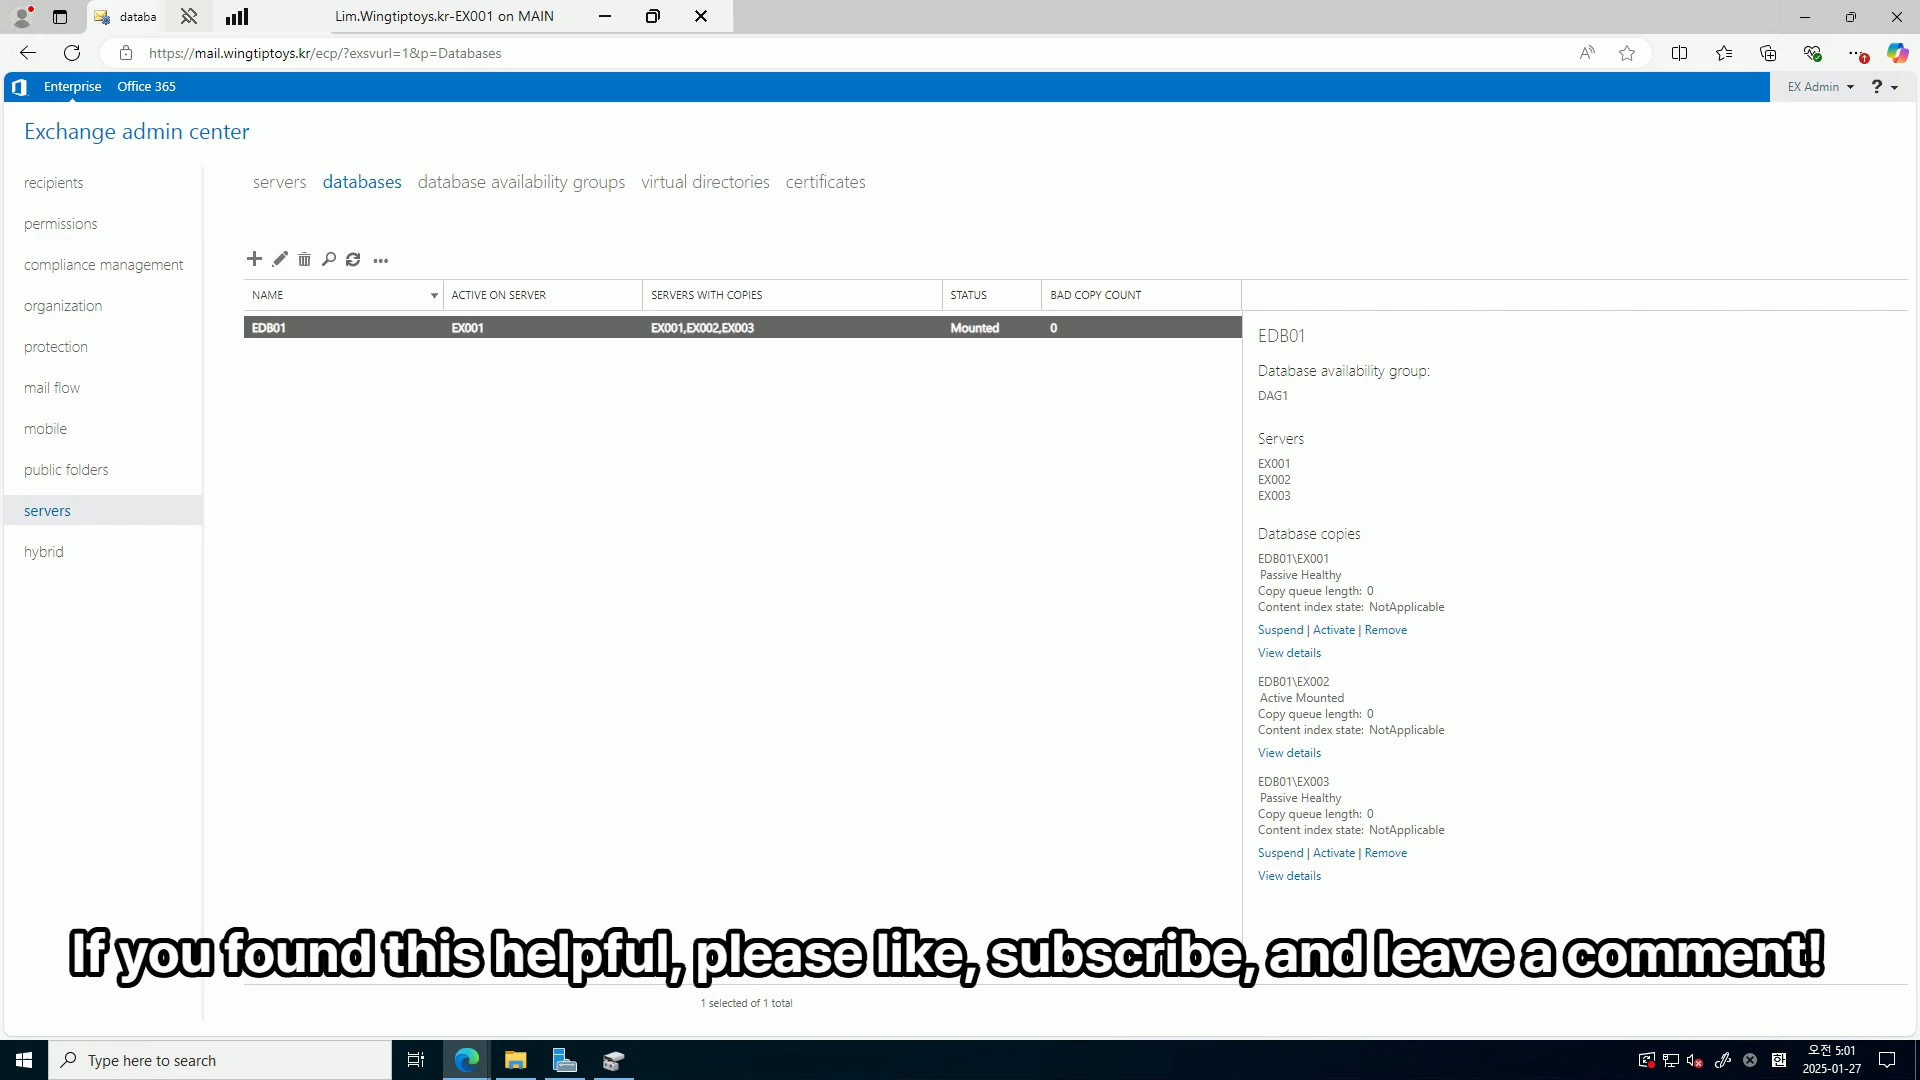 databa
Lim.Wingtiptoys.kr-EX001 on MAIN
https://mail.wingtiptoys.kr/ecp/?exsvurl=1&p=Databases
Enterprise Office 365
EX Admin ?
Exchange admin center
recipients
permissions
compliance management
organization
protection
mail flow
mobile
public folders
servers
hybrid
servers databases database availability groups virtual directories certificates
NAME ACTIVE ON SERVER SERVERS WITH COPIES STATUS BAD COPY COUNT
EDB01 EX001 EX001,EX002,EX003 Mounted 0
EDB01
Database availability group:
DAG1
Servers
EX001
EX002
EX003
Database copies
EDB01\EX001
Passive Healthy
Copy queue length: 0
Content index state: NotApplicable
Suspend | Activate | Remove
View details
EDB01\EX002
Active Mounted
Copy queue length: 0
Content index state: NotApplicable
View details
EDB01\EX003
Passive Healthy
Copy queue length: 0
Content index state: NotApplicable
Suspend | Activate | Remove
View details
If you found this helpful, please like, subscribe, and leave a comment!
1 selected of 1 total
Type here to search
오전 5:01
2025-01-27